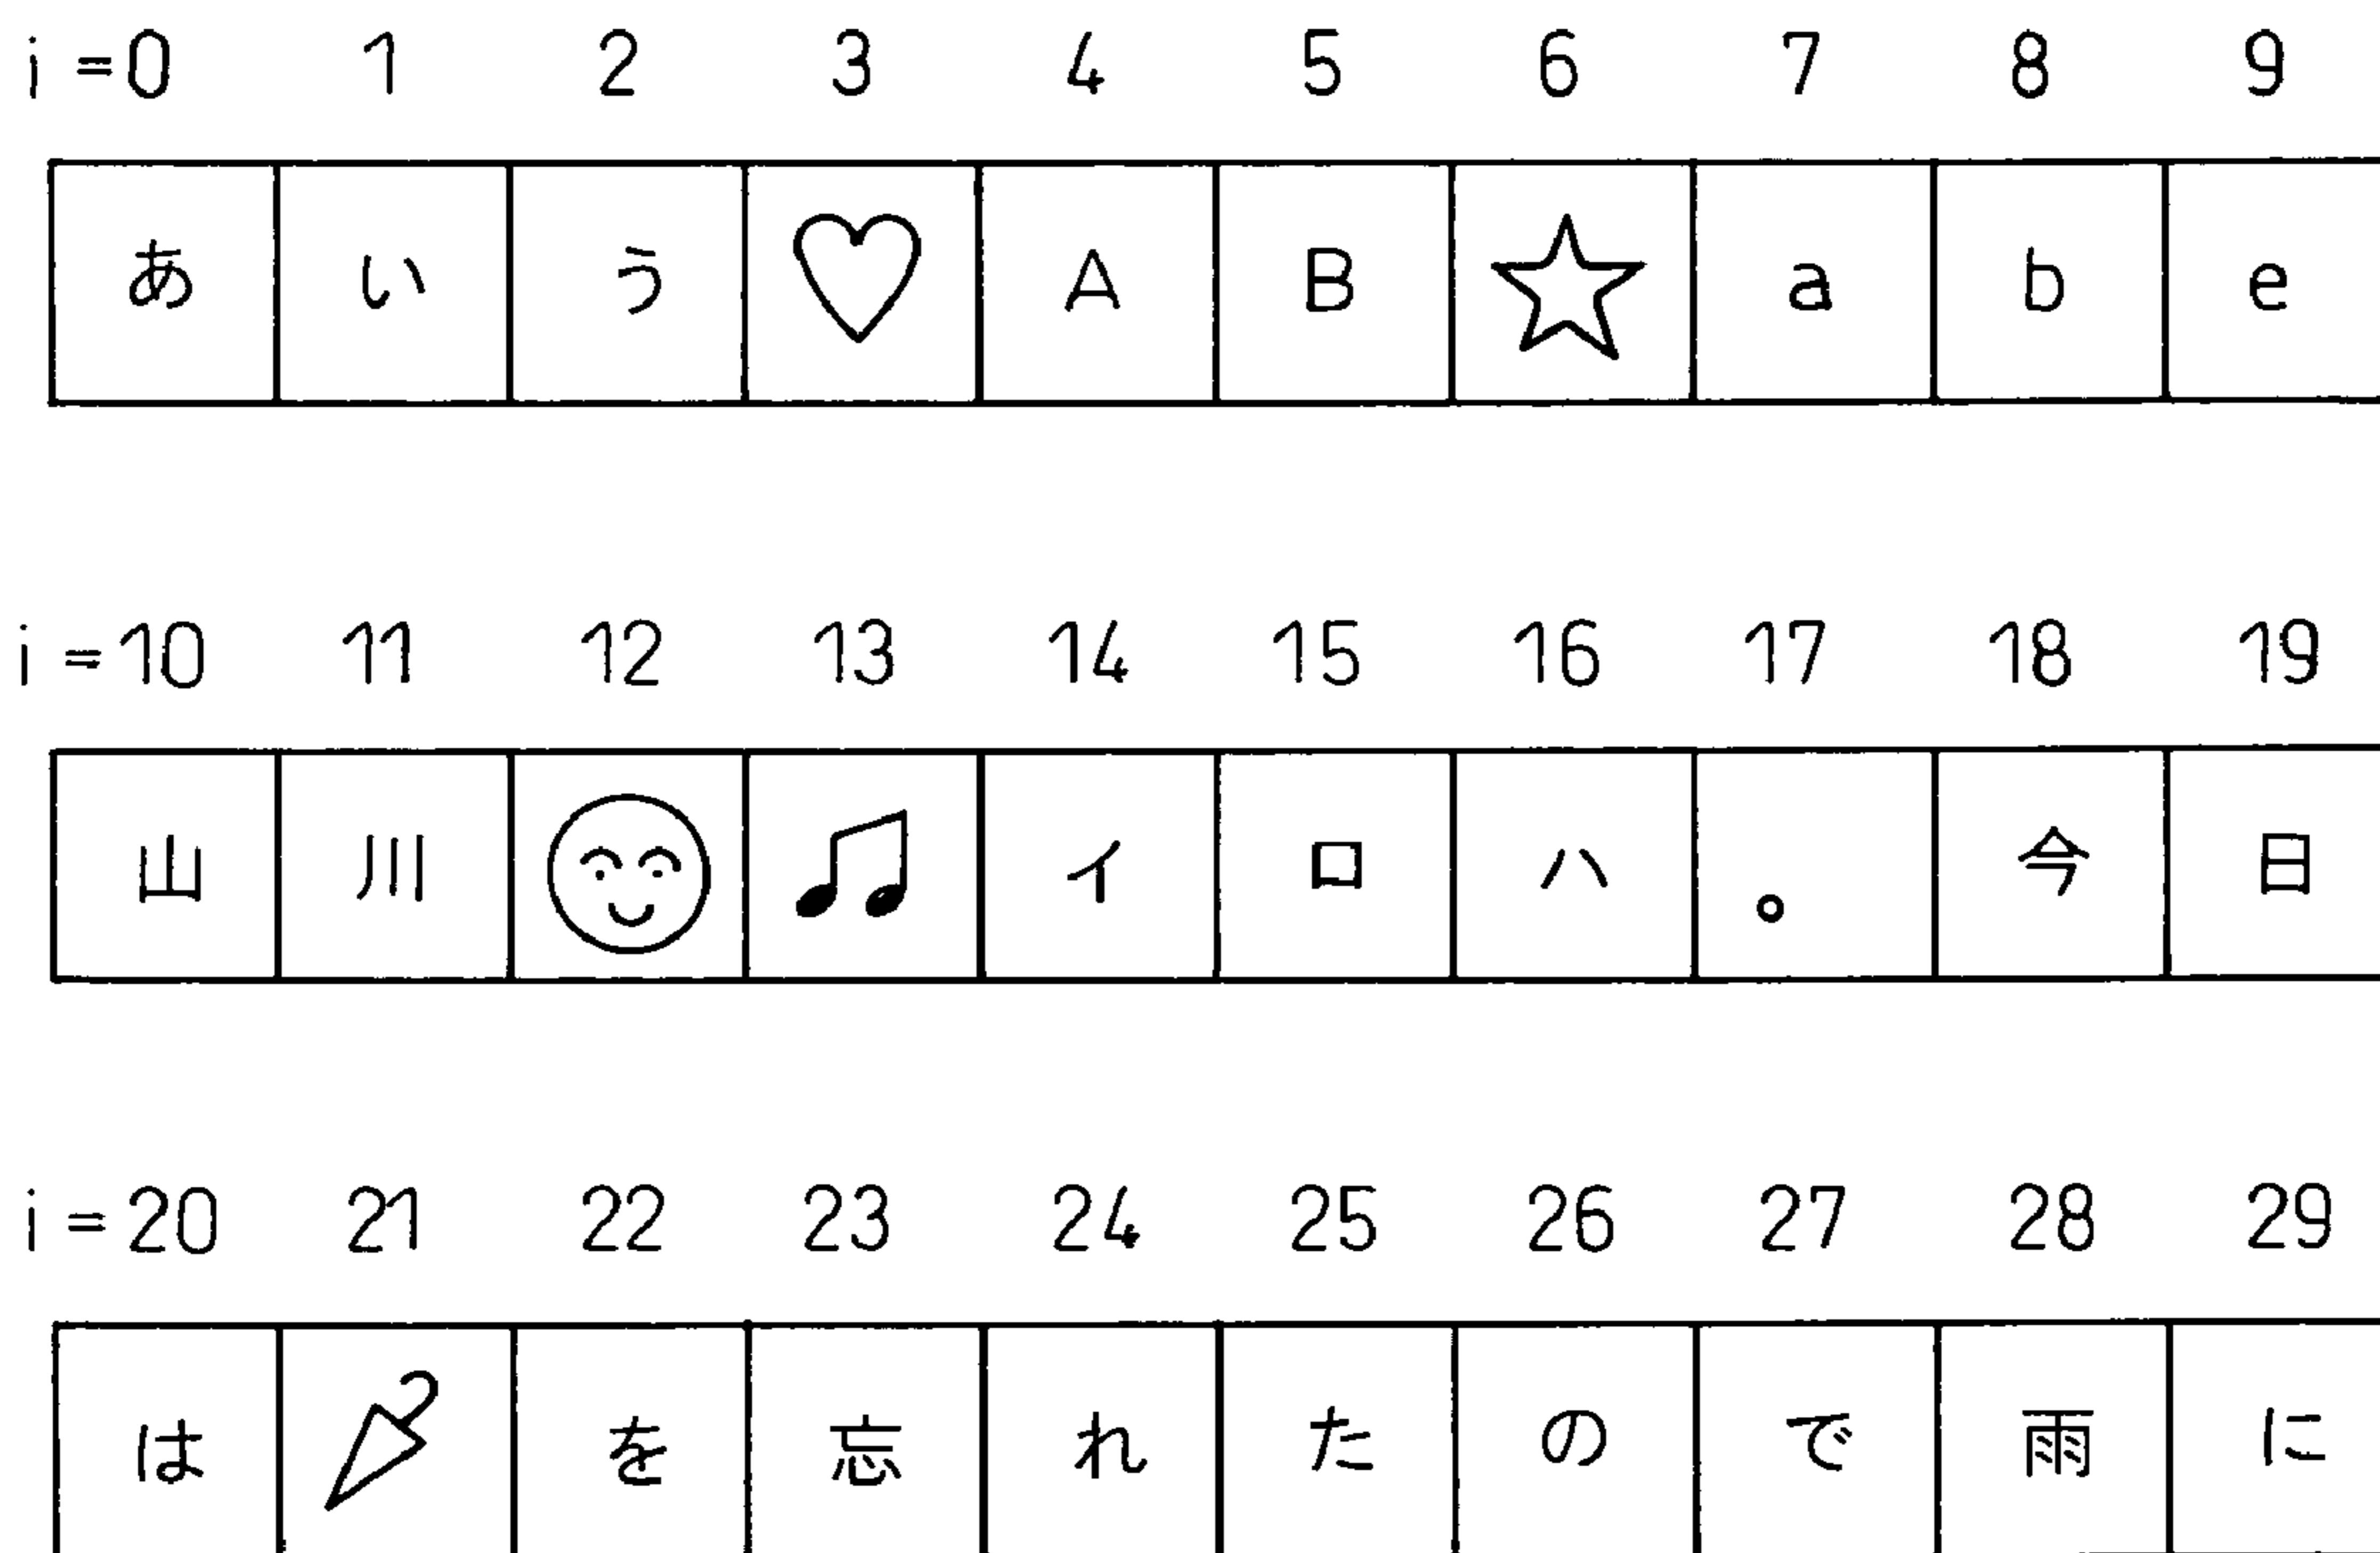 i =0 1 2 3 4 5 6 7 8 9
あ い う ♡ A B ☆ a b e
i =10 11 12 13 14 15 16 17 18 19
山 川 ♫ イ ロ ハ 。 今 日
i =20 21 22 23 24 25 26 27 28 29
は を 忘 れ た の で 雨 に